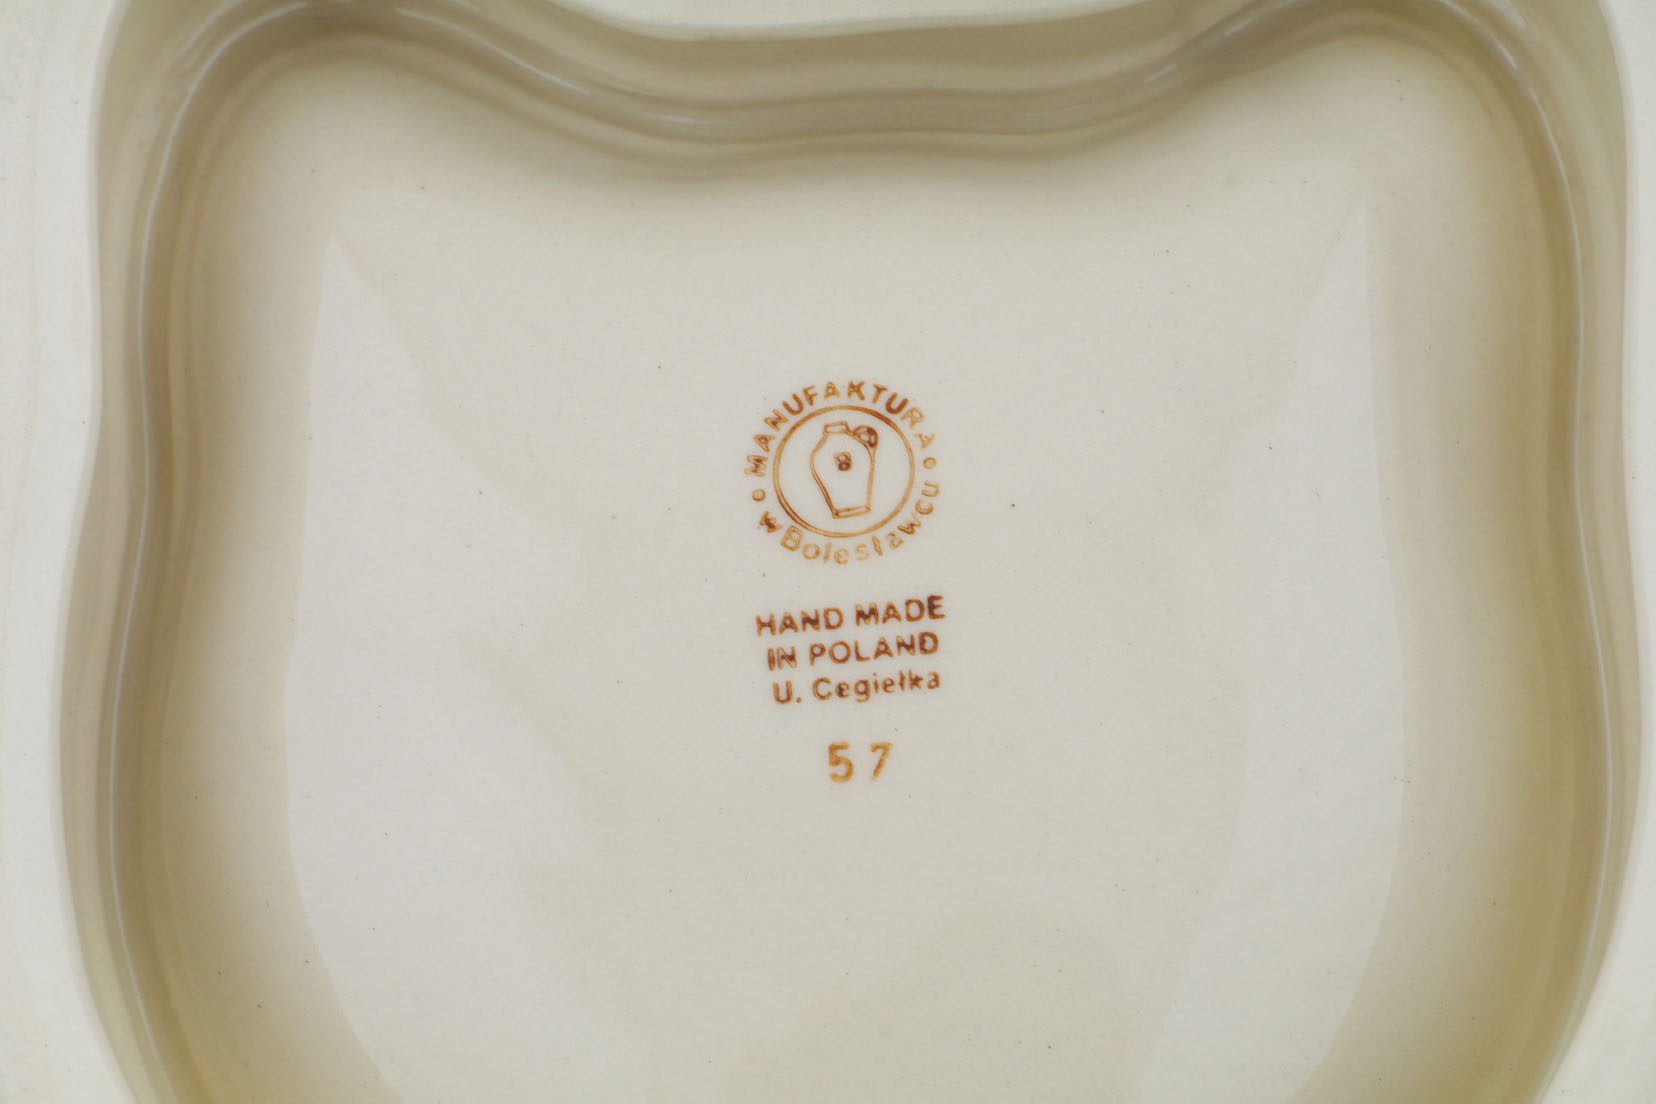 MANUFAKTURA
w Bolesławcu
B
HAND MADE
IN POLAND
U. Cegiełka
57